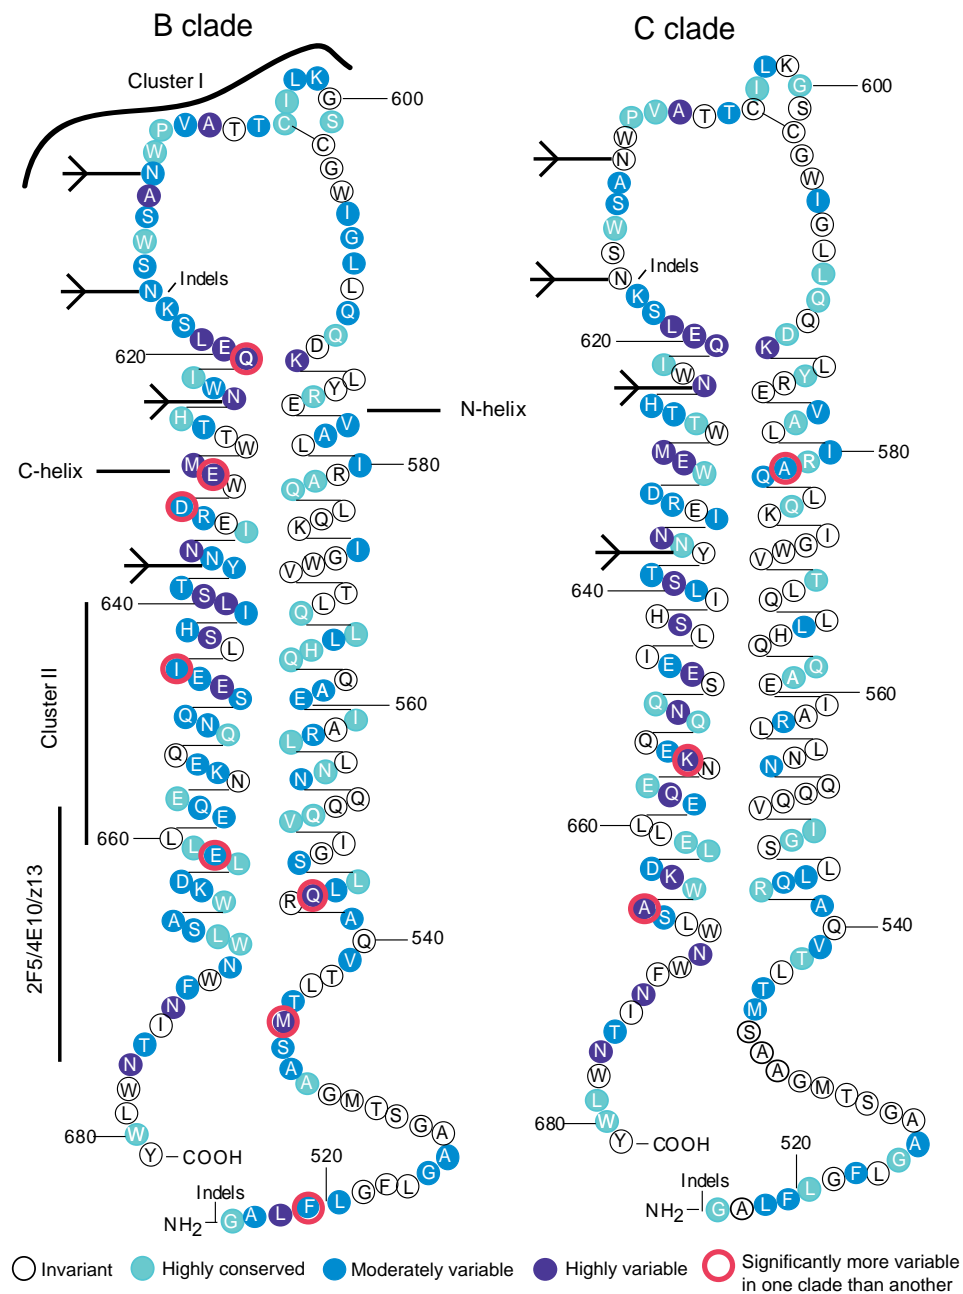 B clade
Cluster I
L K
I G
600
P V A T T C S
W C
N G
A W
S I
W G
S L
Indels
N L
K Q
S Q
L E Q D
620
K
I W N
E R Y L
N-helix
H T T W
L A V
C-helix
M E W
Q A R I
580
D R E I
K Q L
N N Y
V W G I
T S L I
640
Q L T
H S L
Q H L L
I E E S
E A Q
560
Cluster II
Q N Q
L R A I
Q E K N
N N L
E Q E
V Q Q Q
660
L L E L
S G I
D K W
R Q L L
A S L W
A
Q
540
2F5/4E10/z13
N W F N I T N W L W Y
V T L T M S A A G M T S G A A G L F G L F L A G
680
COOH
520
Indels
NH2
C clade
L K
I G
600
P V A T T C S
W C
N G
A W
S I
W G
S L
N L
Indels
K Q
S Q
L E Q D
620
K
I W N
E R Y L
H T T W
L A V
M E W
Q A R I
580
D R E I
K Q L
N N Y
V W G I
T S L I
640
Q L T
H S L
Q H L L
I E E S
E A Q
560
Q N Q
L R A I
Q E K N
N N L
E Q E
V Q Q Q
660
L L E L
S G I
D K W
R Q L L
A S L W
A
Q
540
N W F N I T N W L W Y
V T L T M S A A G M T S G A A G L F G L F L A G
680
COOH
520
Indels
NH2
Invariant
Highly conserved
Moderately variable
Highly variable
Significantly more variable
in one clade than another